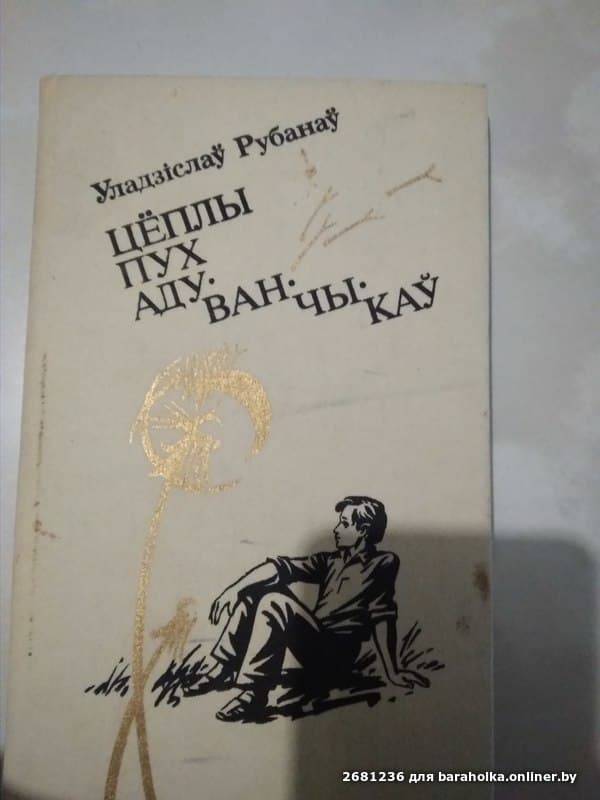 Уладзіслаў Рубанаў
ЦЁПЛЫ
ПУХ
АДУ·ВАН·ЧЫ·КАЎ
2681236 для baraholka.onliner.by